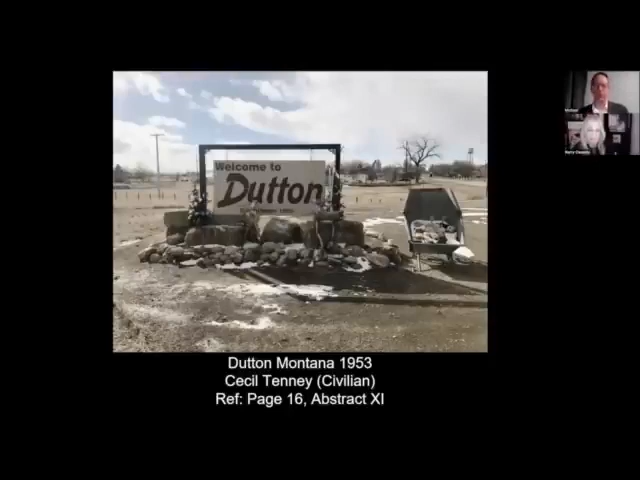 Welcome to
Dutton
Dutton Montana 1953
Cecil Tenney (Civilian)
Ref: Page 16, Abstract XI